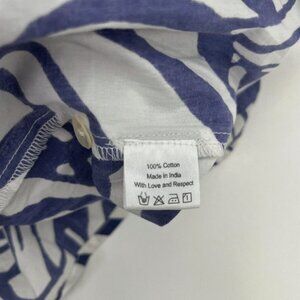 100% Cotton
Made in India
With Love and Respect